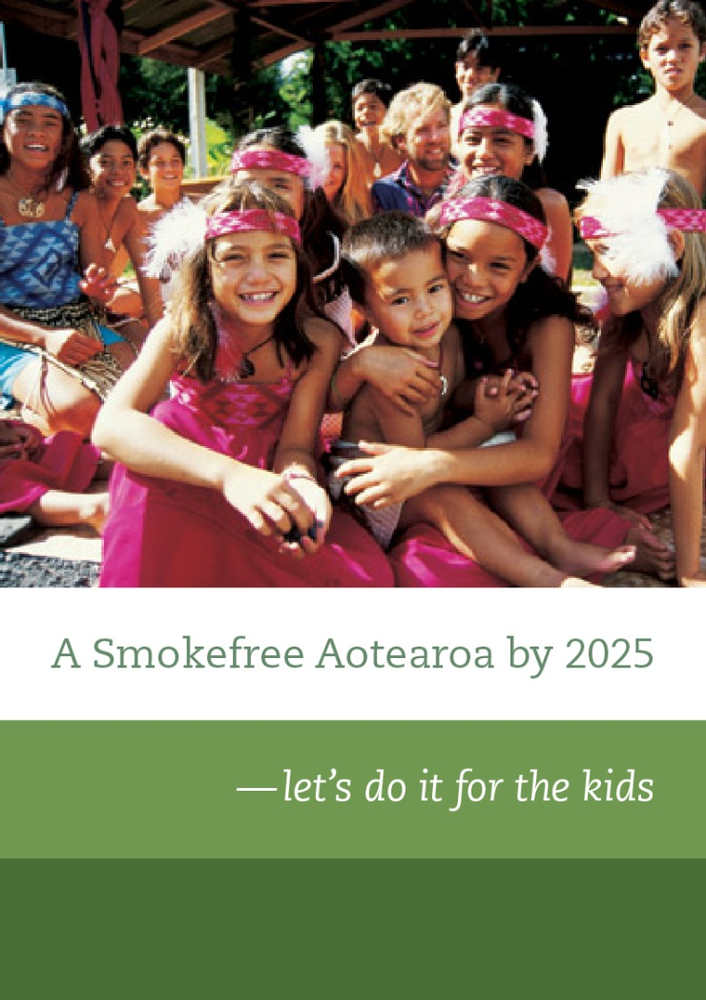 A Smokefree Aotearoa by 2025
—let’s do it for the kids